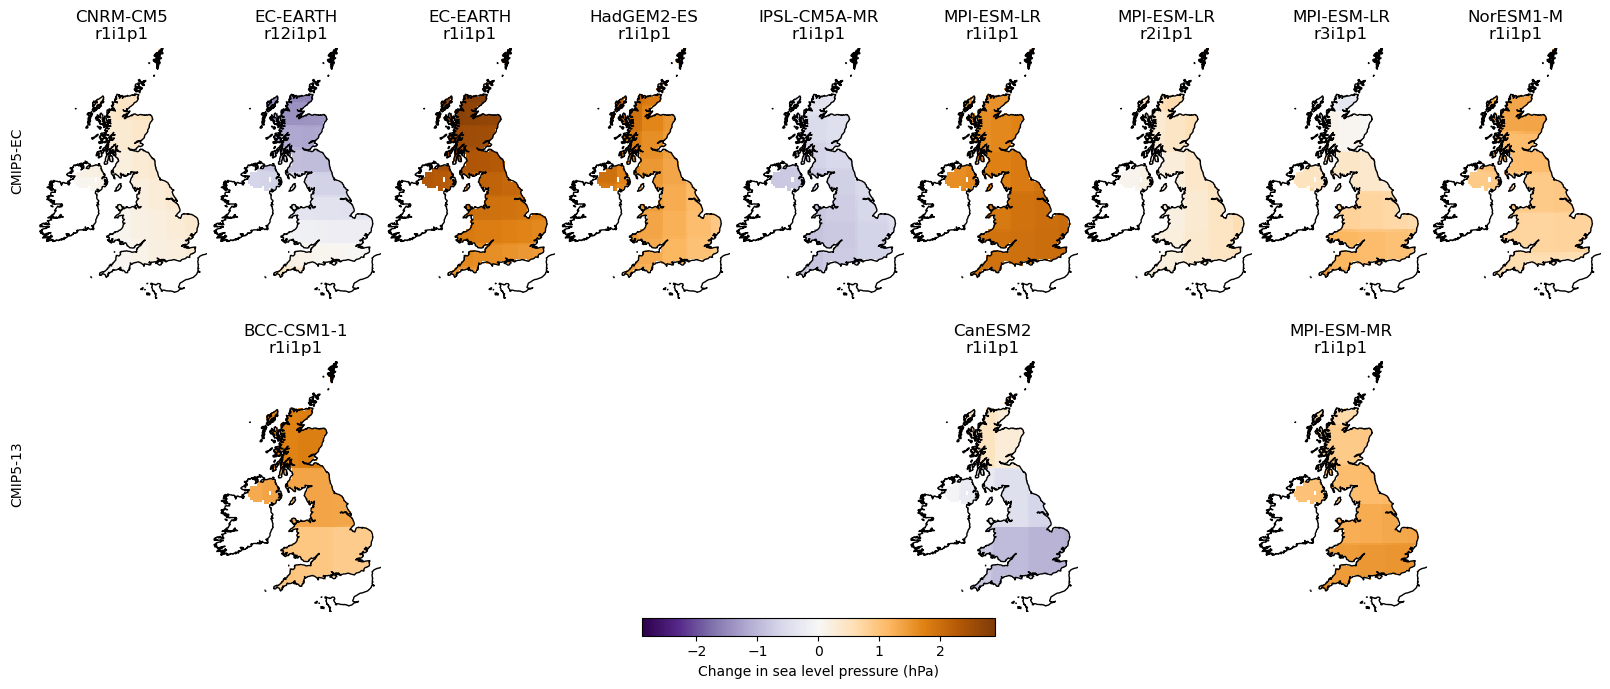 CNRM-CM5
r1i1p1
EC-EARTH
r12i1p1
EC-EARTH
r1i1p1
HadGEM2-ES
r1i1p1
IPSL-CM5A-MR
r1i1p1
MPI-ESM-LR
r1i1p1
MPI-ESM-LR
r2i1p1
MPI-ESM-LR
r3i1p1
NorESM1-M
r1i1p1
CMIP5-EC
BCC-CSM1-1
r1i1p1
CanESM2
r1i1p1
MPI-ESM-MR
r1i1p1
CMIP5-13
−2 −1 0 1 2
Change in sea level pressure (hPa)